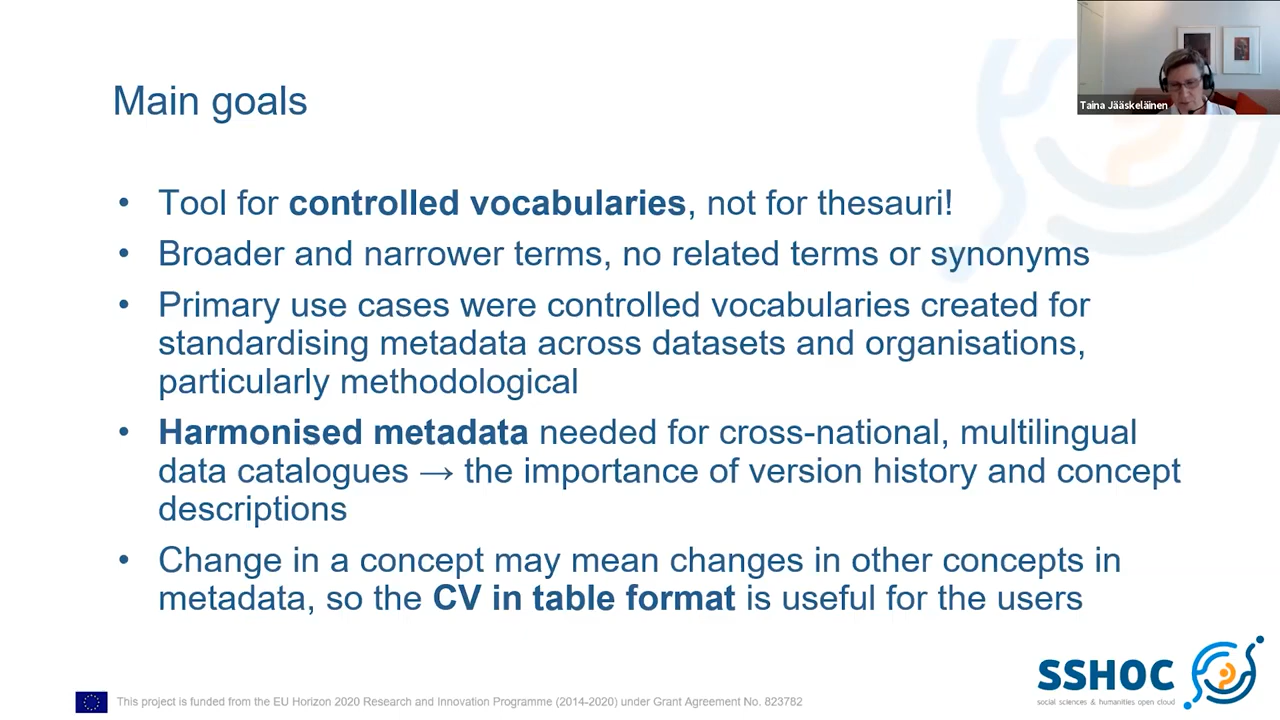 Main goals
Taina Jääskeläinen
• Tool for controlled vocabularies, not for thesauri!
• Broader and narrower terms, no related terms or synonyms
• Primary use cases were controlled vocabularies created for
standardising metadata across datasets and organisations,
particularly methodological
• Harmonised metadata needed for cross-national, multilingual
data catalogues → the importance of version history and concept
descriptions
• Change in a concept may mean changes in other concepts in
metadata, so the CV in table format is useful for the users
This project is funded from the EU Horizon 2020 Research and Innovation Programme (2014-2020) under Grant Agreement No. 823782
SSHOC
social sciences & humanities open cloud